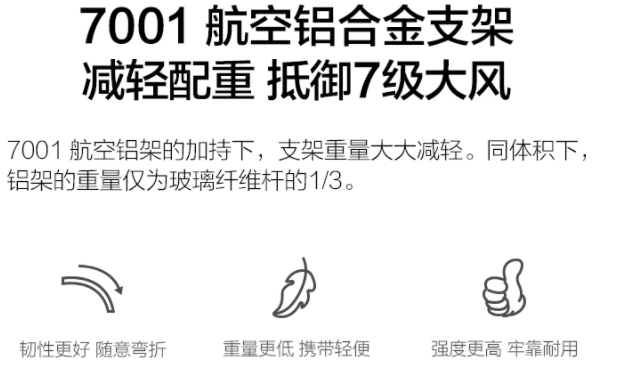 7001 航空铝合金支架
减轻配重 抵御7级大风
7001 航空铝架的加持下，支架重量大大减轻。同体积下，
铝架的重量仅为玻璃纤维杆的1/3。
韧性更好 随意弯折
重量更低 携带轻便
强度更高 牢靠耐用